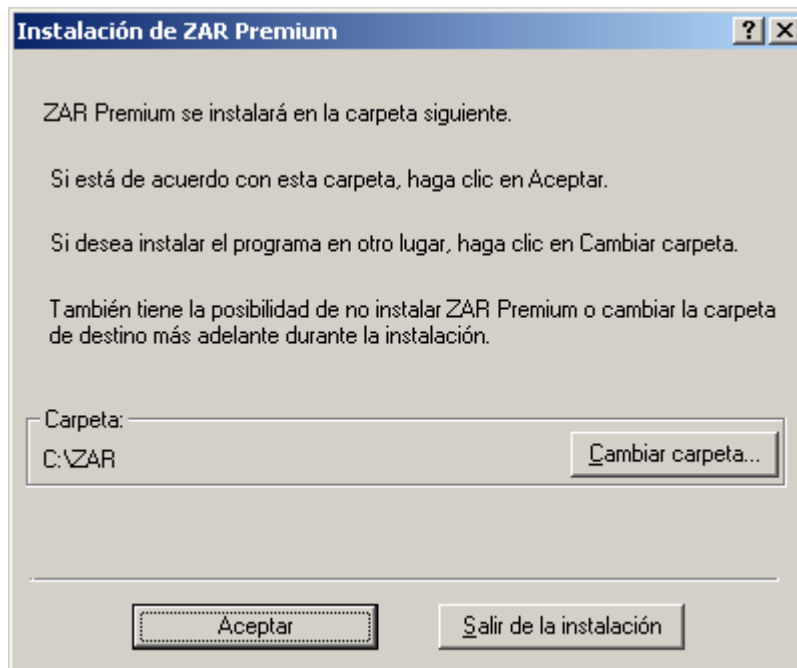 Instalación de ZAR Premium
ZAR Premium se instalará en la carpeta siguiente.
Si está de acuerdo con esta carpeta, haga clic en Aceptar.
Si desea instalar el programa en otro lugar, haga clic en Cambiar carpeta.
También tiene la posibilidad de no instalar ZAR Premium o cambiar la carpeta
de destino más adelante durante la instalación.
Carpeta:
C:\ZAR
Cambiar carpeta...
Aceptar
Salir de la instalación